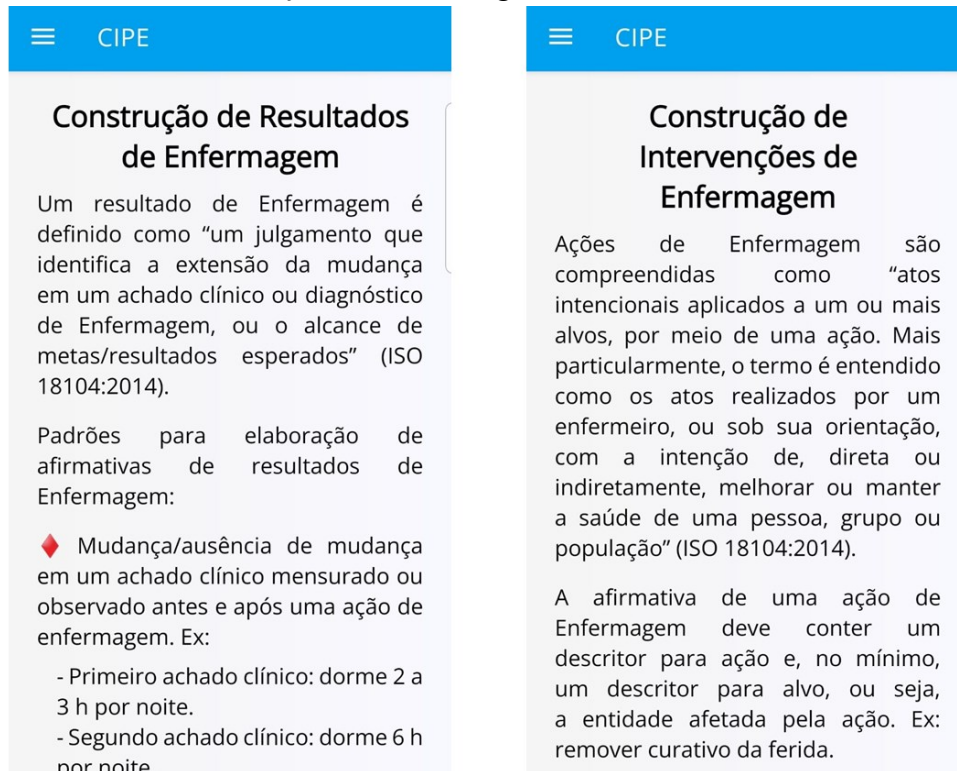 CIPE
Construção de Resultados
de Enfermagem
Um resultado de Enfermagem é
definido como “um julgamento que
identifica a extensão da mudança
em um achado clínico ou diagnóstico
de Enfermagem, ou o alcance de
metas/resultados esperados” (ISO
18104:2014).
Padrões para elaboração de
afirmativas de resultados de
Enfermagem:
Mudança/ausência de mudança
em um achado clínico mensurado ou
observado antes e após uma ação de
enfermagem. Ex:
- Primeiro achado clínico: dorme 2 a
3 h por noite.
- Segundo achado clínico: dorme 6 h
por noite
CIPE
Construção de
Intervenções de
Enfermagem
Ações de Enfermagem são
compreendidas como “atos
intencionais aplicados a um ou mais
alvos, por meio de uma ação. Mais
particularmente, o termo é entendido
como os atos realizados por um
enfermeiro, ou sob sua orientação,
com a intenção de, direta ou
indiretamente, melhorar ou manter
a saúde de uma pessoa, grupo ou
população” (ISO 18104:2014).
A afirmativa de uma ação de
Enfermagem deve conter um
descritor para ação e, no mínimo,
um descritor para alvo, ou seja,
a entidade afetada pela ação. Ex:
remover curativo da ferida.